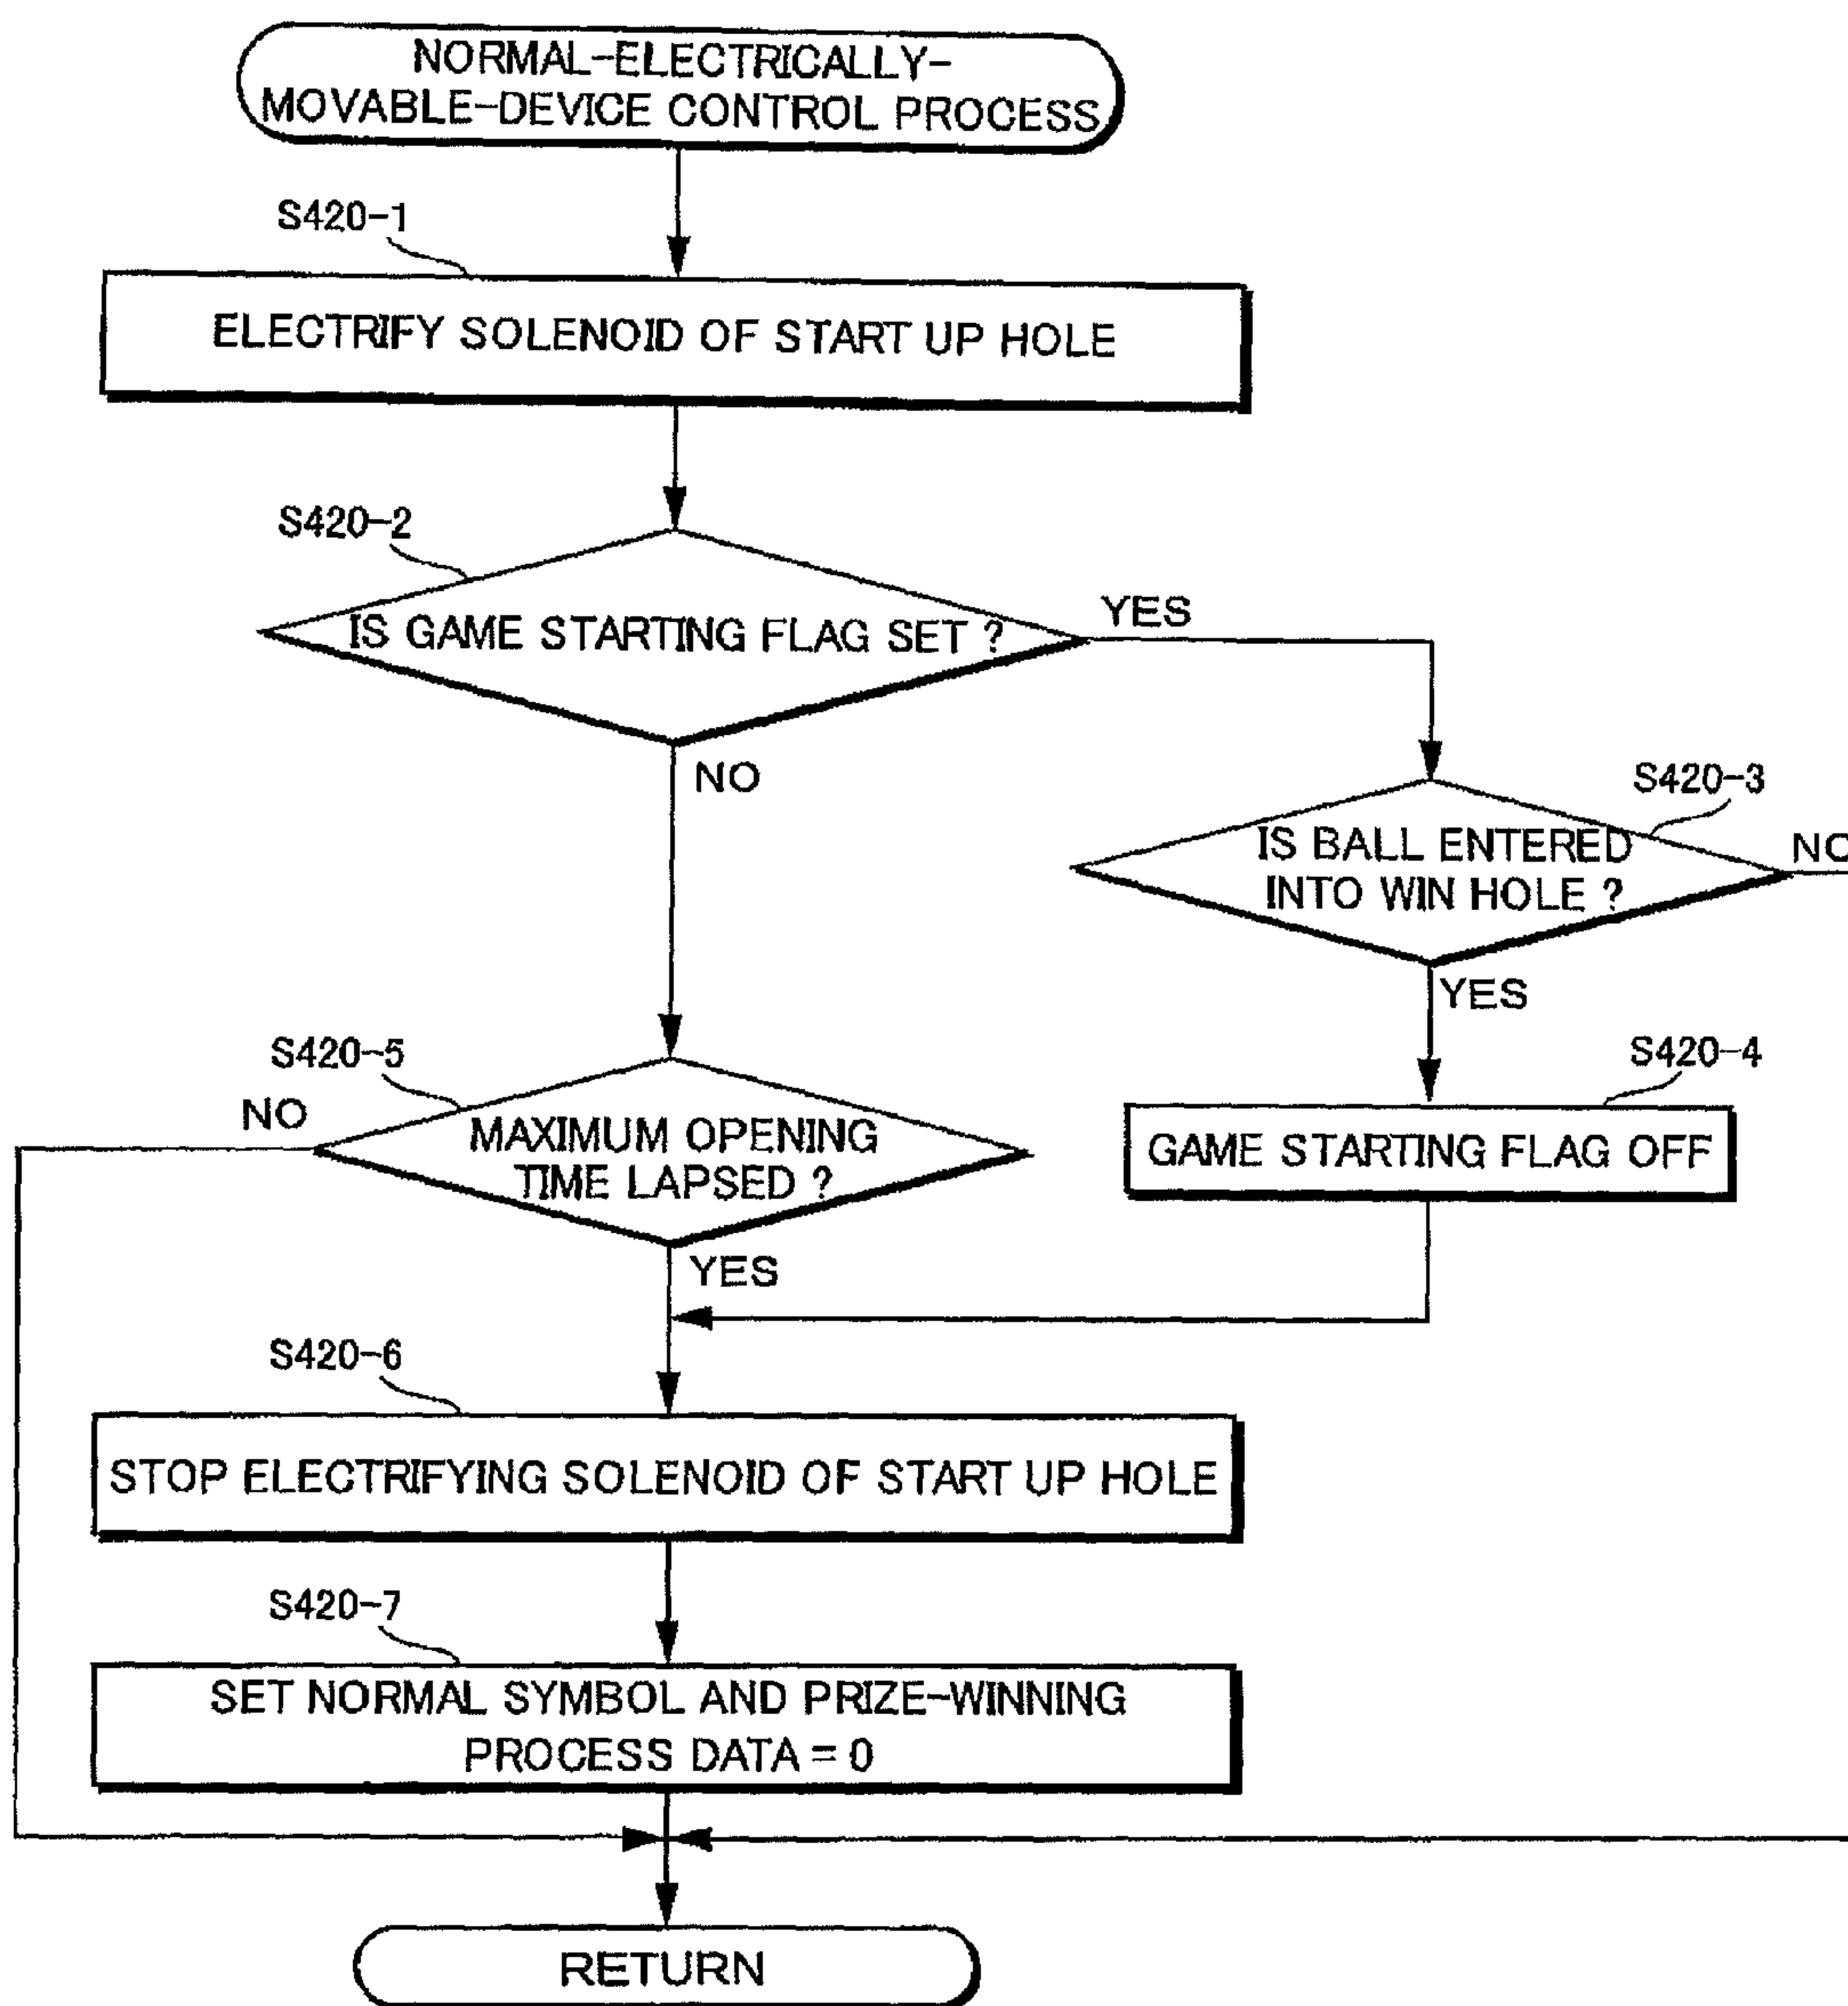 NORMAL-ELECTRICALLY-
MOVABLE-DEVICE CONTROL PROCESS
S420-1
ELECTRIFY SOLENOID OF START UP HOLE
S420-2
IS GAME STARTING FLAG SET ?
YES
NO
S420-3
IS BALL ENTERED
INTO WIN HOLE ?
NO
YES
S420-4
GAME STARTING FLAG OFF
S420-5
NO
MAXIMUM OPENING
TIME LAPSED ?
YES
S420-6
STOP ELECTRIFYING SOLENOID OF START UP HOLE
S420-7
SET NORMAL SYMBOL AND PRIZE-WINNING
PROCESS DATA = 0
RETURN